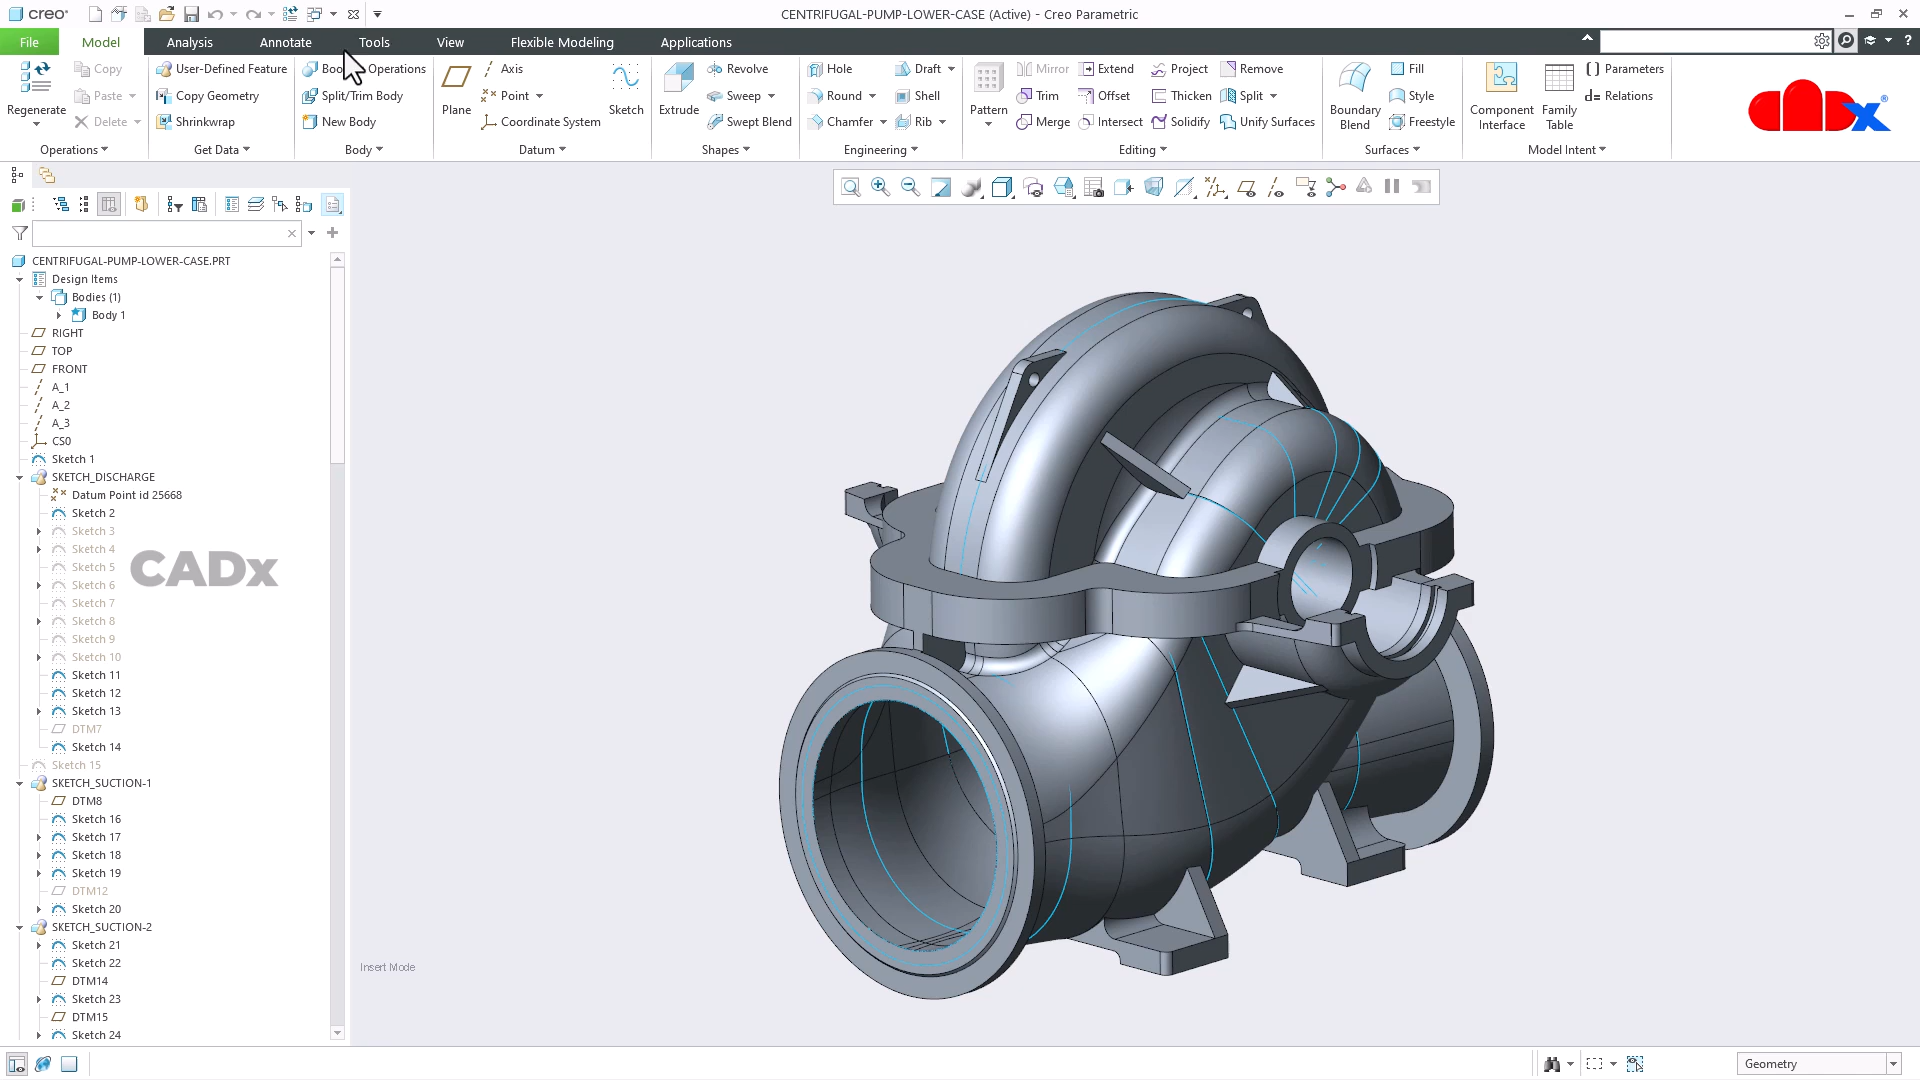 creo®
CENTRIFUGAL-PUMP-LOWER-CASE (Active) - Creo Parametric
File Model Analysis Annotate Tools View Flexible Modeling Applications
Regenerate
Copy
Paste
Delete
Operations
User-Defined Feature
Copy Geometry
Shrinkwrap
Get Data
Operations
Split/Trim Body
New Body
Body
Plane
Axis
Point
Coordinate System
Sketch
Datum
Extrude
Revolve
Sweep
Swept Blend
Shapes
Hole
Round
Chamfer
Draft
Shell
Rib
Engineering
Pattern
Mirror
Trim
Merge
Extend
Offset
Intersect
Project
Thicken
Solidify
Remove
Split
Unify Surfaces
Editing
Boundary
Blend
Fill
Style
Freestyle
Surfaces
Component
Interface
Family
Table
Parameters
d= Relations
Model Intent
CADx®
CENTRIFUGAL-PUMP-LOWER-CASE.PRT
Design Items
Bodies (1)
Body 1
RIGHT
TOP
FRONT
A_1
A_2
A_3
CS0
Sketch 1
SKETCH_DISCHARGE
Datum Point id 25668
Sketch 2
Sketch 3
Sketch 4
Sketch 5
Sketch 6
Sketch 7
Sketch 8
Sketch 9
Sketch 10
Sketch 11
Sketch 12
Sketch 13
DTM7
Sketch 14
Sketch 15
SKETCH_SUCTION-1
DTM8
Sketch 16
Sketch 17
Sketch 18
Sketch 19
DTM12
Sketch 20
SKETCH_SUCTION-2
Sketch 21
Sketch 22
DTM14
Sketch 23
DTM15
Sketch 24
CADx
Insert Mode
Geometry